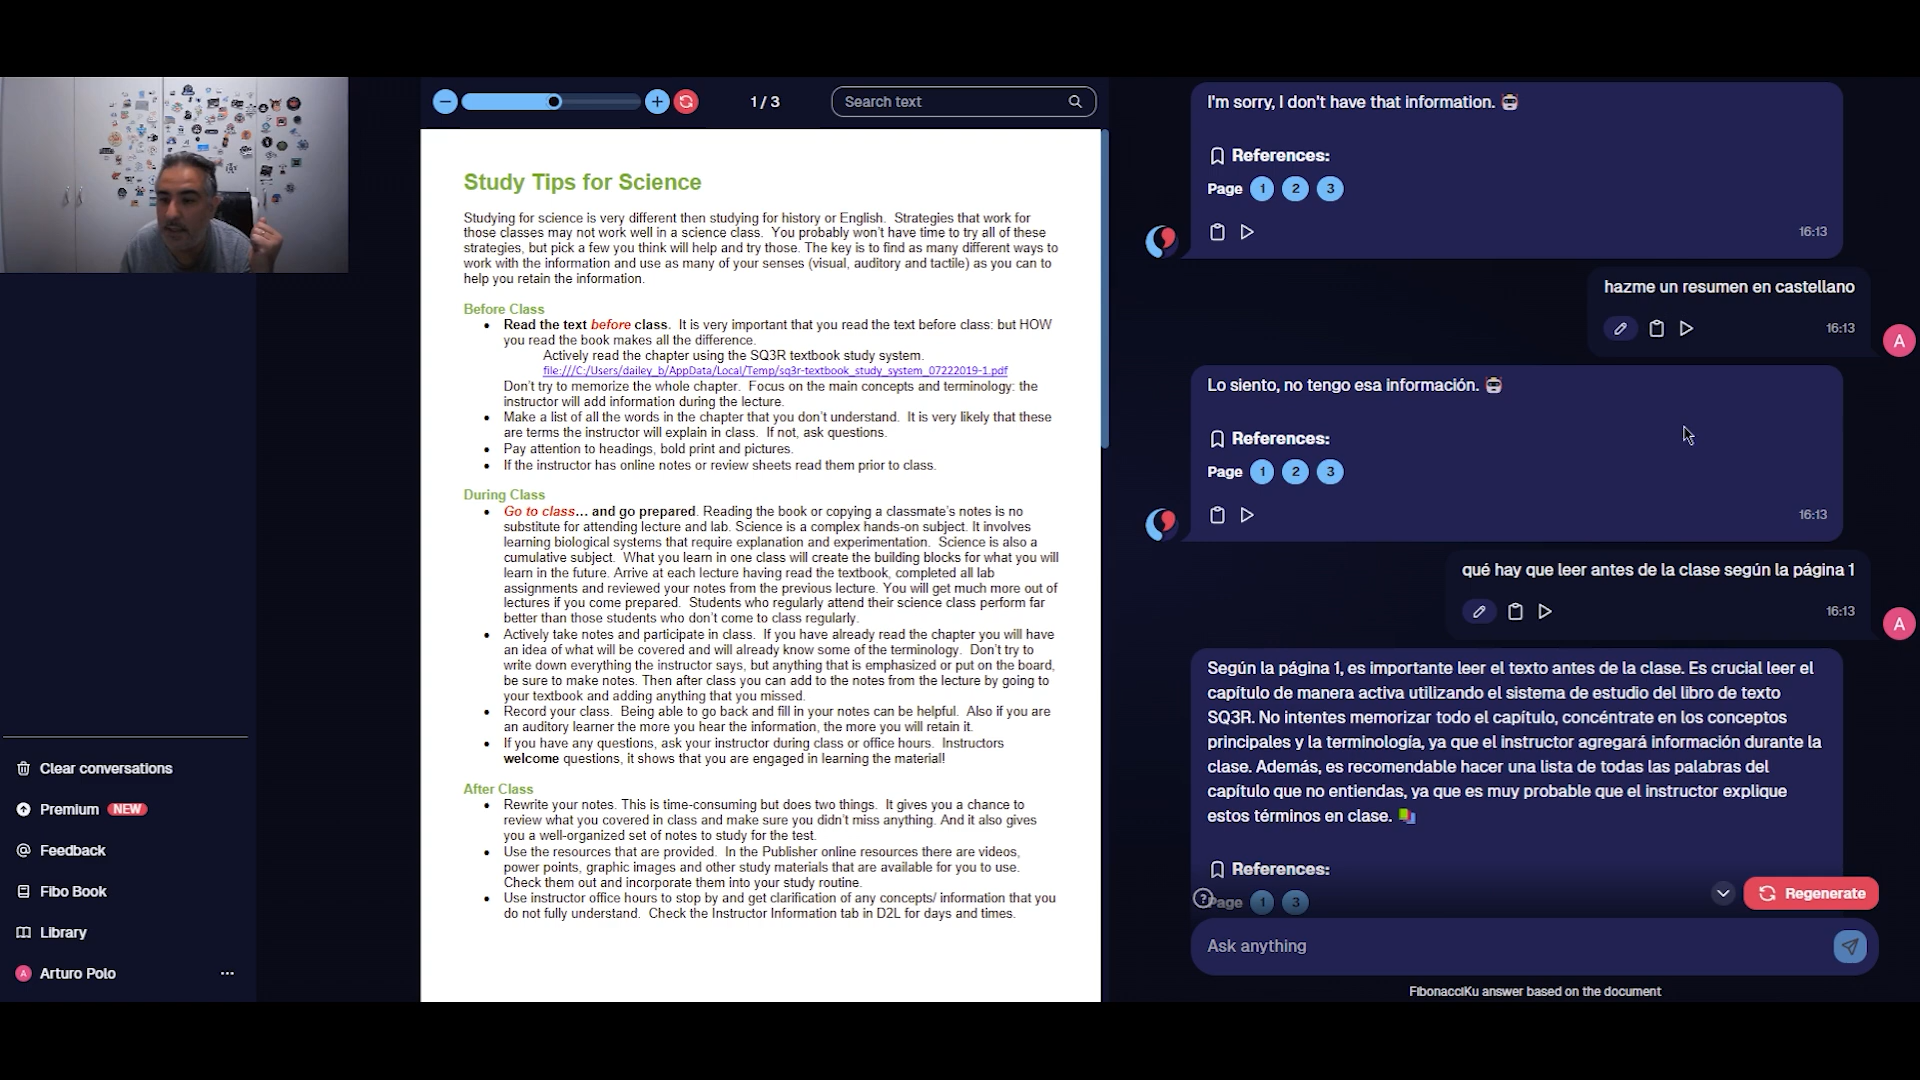 1 / 3
Search text
Study Tips for Science
Studying for science is very different then studying for history or English. Strategies that work for
those classes may not work well in a science class. You probably won't have time to try all of these
strategies, but pick a few you think will help and try those. The key is to find as many different ways to
work with the information and use as many of your senses (visual, auditory and tactile) as you can to
help you retain the information.
Before Class
• Read the text before class. It is very important that you read the text before class: but HOW
you read the book makes all the difference.
Actively read the chapter using the SQ3R textbook study system.
file:///C:/Users/dailey_b/AppData/Local/Temp/sq3r-textbook_study_system_07222019-1.pdf
Don't try to memorize the whole chapter. Focus on the main concepts and terminology: the
instructor will add information during the lecture.
• Make a list of all the words in the chapter that you don't understand. It is very likely that these
are terms the instructor will explain in class. If not, ask questions.
• Pay attention to headings, bold print and pictures.
• If the instructor has online notes or review sheets read them prior to class.
During Class
• Go to class... and go prepared. Reading the book or copying a classmate's notes is no
substitute for attending lecture and lab. Science is a complex hands-on subject. It involves
learning biological systems that require explanation and experimentation. Science is also a
cumulative subject. What you learn in one class will create the building blocks for what you will
learn in the future. Arrive at each lecture having read the textbook, completed all lab
assignments and reviewed your notes from the previous lecture. You will get much more out of
lectures if you come prepared. Students who regularly attend their science class perform far
better than those students who don't come to class regularly.
• Actively take notes and participate in class. If you have already read the chapter you will have
an idea of what will be covered and will already know some of the terminology. Don't try to
write down everything the instructor says, but anything that is emphasized or put on the board,
be sure to make notes. Then after class you can add to the notes from the lecture by going to
your textbook and adding anything that you missed.
• Record your class. Being able to go back and fill in your notes can be helpful. Also if you are
an auditory learner the more you hear the information, the more you will retain it.
• If you have any questions, ask your instructor during class or office hours. Instructors
welcome questions, it shows that you are engaged in learning the material!
After Class
• Rewrite your notes. This is time-consuming but does two things. It gives you a chance to
review what you covered in class and make sure you didn't miss anything. And it also gives
you a well-organized set of notes to study for the test.
• Use the resources that are provided. In the Publisher online resources there are videos,
power points, graphic images and other study materials that are available for you to use.
Check them out and incorporate them into your study routine.
• Use instructor office hours to stop by and get clarification of any concepts/ information that you
do not fully understand. Check the Instructor Information tab in D2L for days and times.
Clear conversations
Premium NEW
Feedback
Fibo Book
Library
A Arturo Polo
I'm sorry, I don't have that information.
References:
Page 1 2 3
16:13
hazme un resumen en castellano
16:13
A
Lo siento, no tengo esa información.
References:
Page 1 2 3
16:13
qué hay que leer antes de la clase según la página 1
16:13
A
Según la página 1, es importante leer el texto antes de la clase. Es crucial leer el
capítulo de manera activa utilizando el sistema de estudio del libro de texto
SQ3R. No intentes memorizar todo el capítulo, concéntrate en los conceptos
principales y la terminología, ya que el instructor agregará información durante la
clase. Además, es recomendable hacer una lista de todas las palabras del
capítulo que no entiendas, ya que es muy probable que el instructor explique
estos términos en clase.
References:
Page 1 3
Regenerate
Ask anything
FibonacciKu answer based on the document